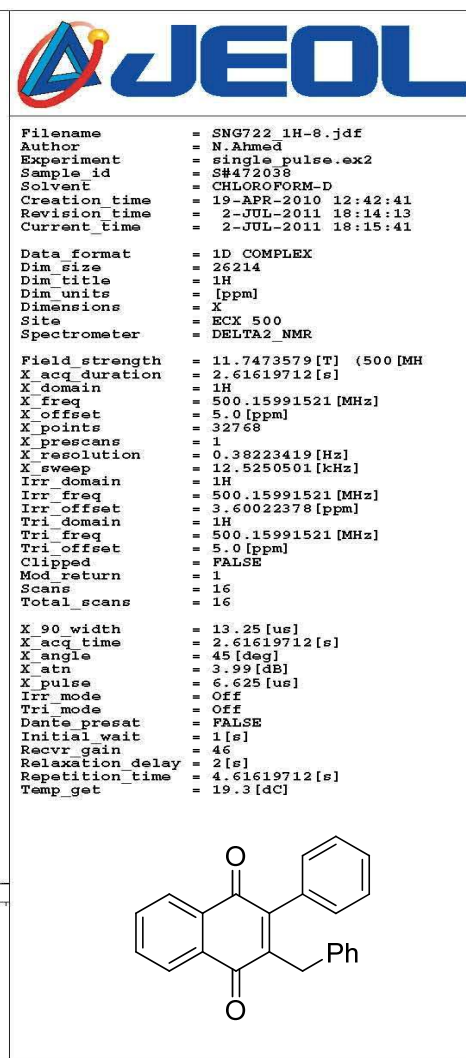 JEOL
Filename = SNG722_1H-8.jdf
Author = N.Ahmed
Experiment = single_pulse.ex2
Sample_id = S#472038
Solvent = CHLOROFORM-D
Creation_time = 19-APR-2010 12:42:41
Revision_time = 2-JUL-2011 18:14:13
Current_time = 2-JUL-2011 18:15:41
Data_format = 1D COMPLEX
Dim_size = 26214
Dim_title = 1H
Dim_units = [ppm]
Dimensions = X
Site = ECX 500
Spectrometer = DELTA2_NMR
Field_strength = 11.7473579[T] (500[MH
X_acq_duration = 2.61619712[s]
X_domain = 1H
X_freq = 500.15991521[MHz]
X_offset = 5.0[ppm]
X_points = 32768
X_prescans = 1
X_resolution = 0.38223419[Hz]
X_sweep = 12.5250501[kHz]
Irr_domain = 1H
Irr_freq = 500.15991521[MHz]
Irr_offset = 3.60022378[ppm]
Tri_domain = 1H
Tri_freq = 500.15991521[MHz]
Tri_offset = 5.0[ppm]
Clipped = FALSE
Mod_return = 1
Scans = 16
Total_scans = 16
X_90_width = 13.25[us]
X_acq_time = 2.61619712[s]
X_angle = 45[deg]
X_atn = 3.99[dB]
X_pulse = 6.625[us]
Irr_mode = Off
Tri_mode = Off
Dante_presat = FALSE
Initial_wait = 1[s]
Recvr_gain = 46
Relaxation_delay = 2[s]
Repetition_time = 4.61619712[s]
Temp_get = 19.3[dC]
O
Ph
O